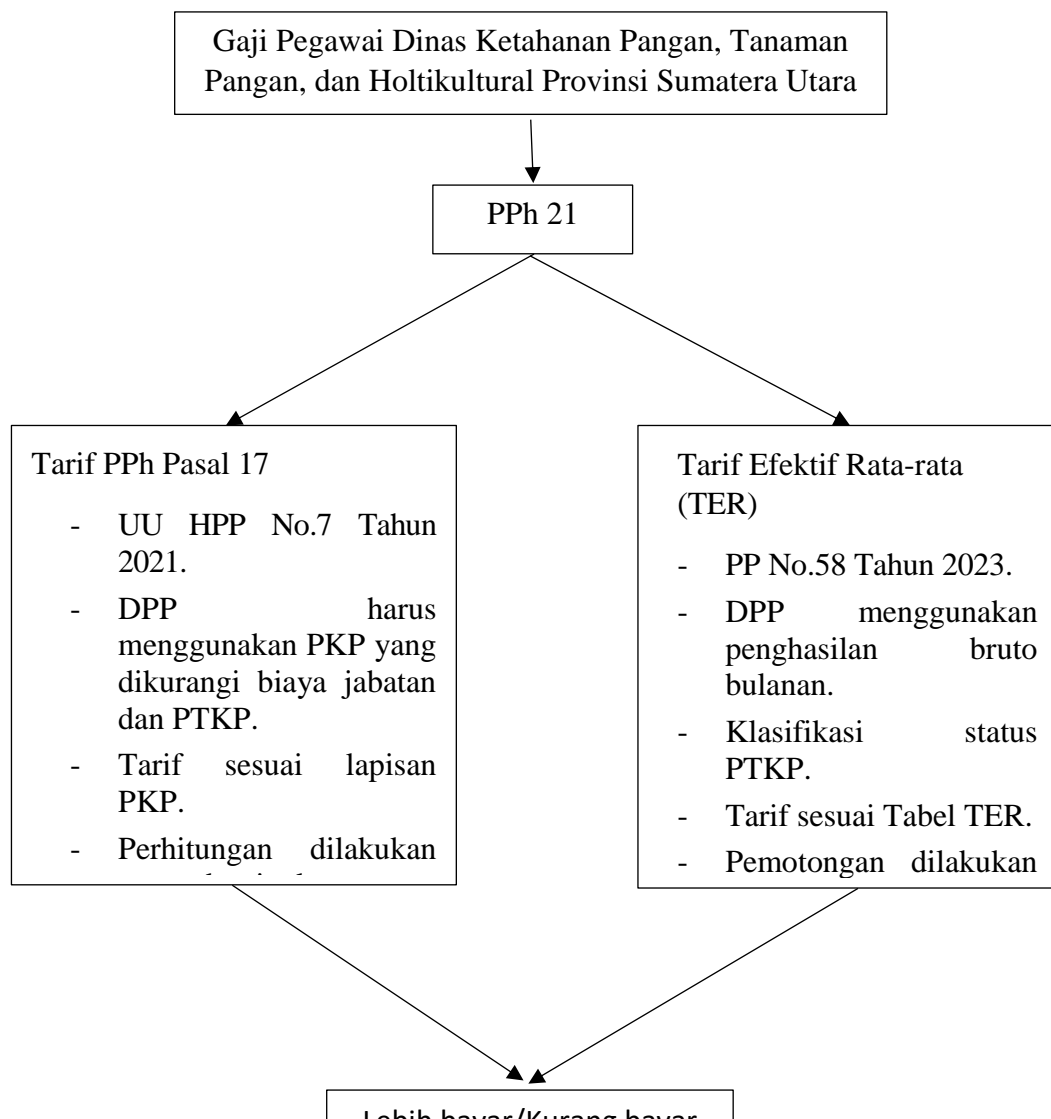 Gaji Pegawai Dinas Ketahanan Pangan, Tanaman
Pangan, dan Holtikultural Provinsi Sumatera Utara
PPh 21
Tarif PPh Pasal 17
- UU HPP No.7 Tahun
2021.
- DPP harus
menggunakan PKP yang
dikurangi biaya jabatan
dan PTKP.
- Tarif sesuai lapisan
PKP.
- Perhitungan dilakukan
Tarif Efektif Rata-rata
(TER)
- PP No.58 Tahun 2023.
- DPP menggunakan
penghasilan bruto
bulanan.
- Klasifikasi status
PTKP.
- Tarif sesuai Tabel TER.
- Pemotongan dilakukan
Lebih bayar/Kurang bayar